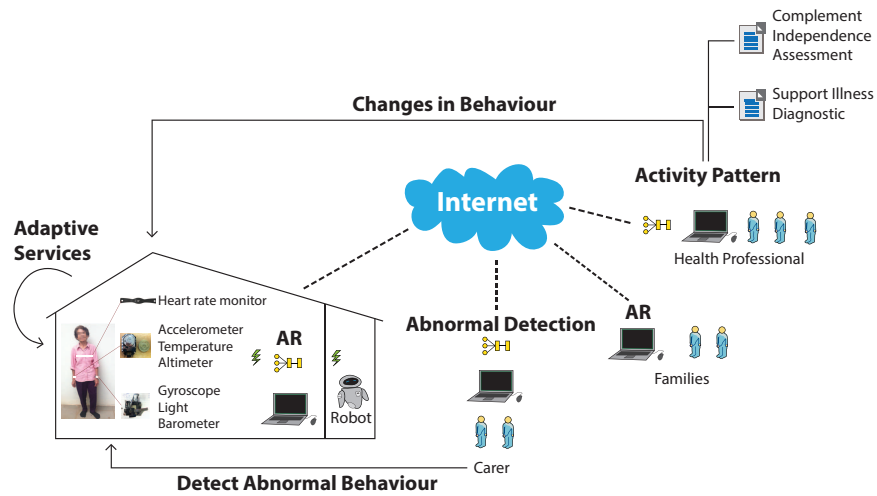 Complement
Independence
Assessment
Support Illness
Diagnostic
Changes in Behaviour
Activity Pattern
Internet
Health Professional
Adaptive
Services
Heart rate monitor
Accelerometer
Temperature
Altimeter
Gyroscope
Light
Barometer
AR
Robot
Abnormal Detection
Carer
AR
Families
Detect Abnormal Behaviour